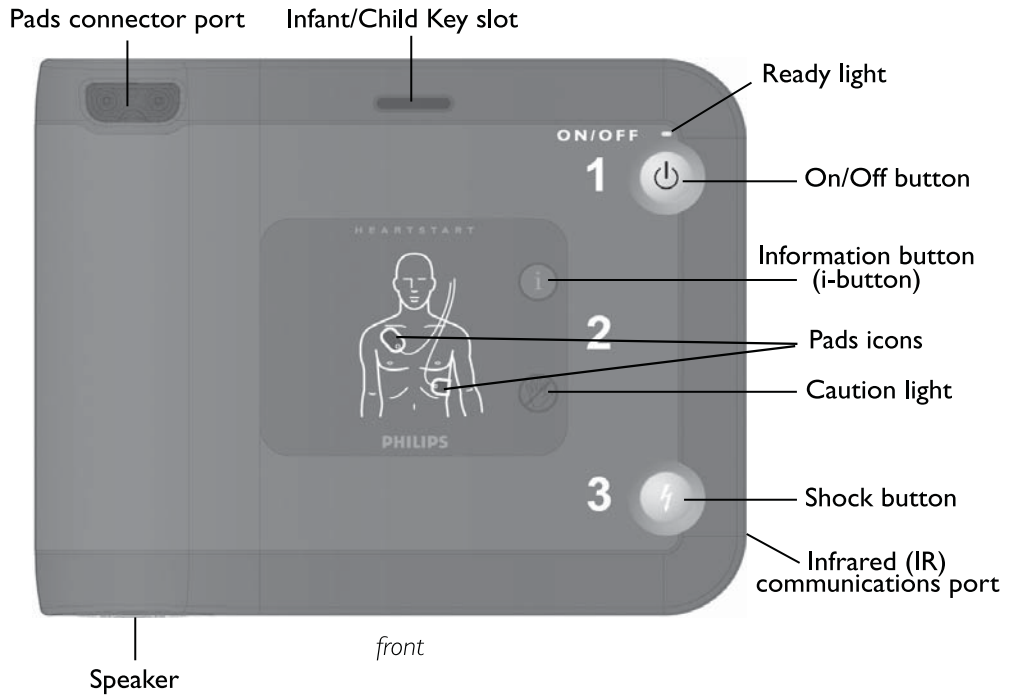 Pads connector port
Infant/Child Key slot
Ready light
ON/OFF
1
On/Off button
HEARTSTART
i
Information button
(i-button)
2
Pads icons
Caution light
PHILIPS
3
Shock button
Infrared (IR)
communications port
front
Speaker